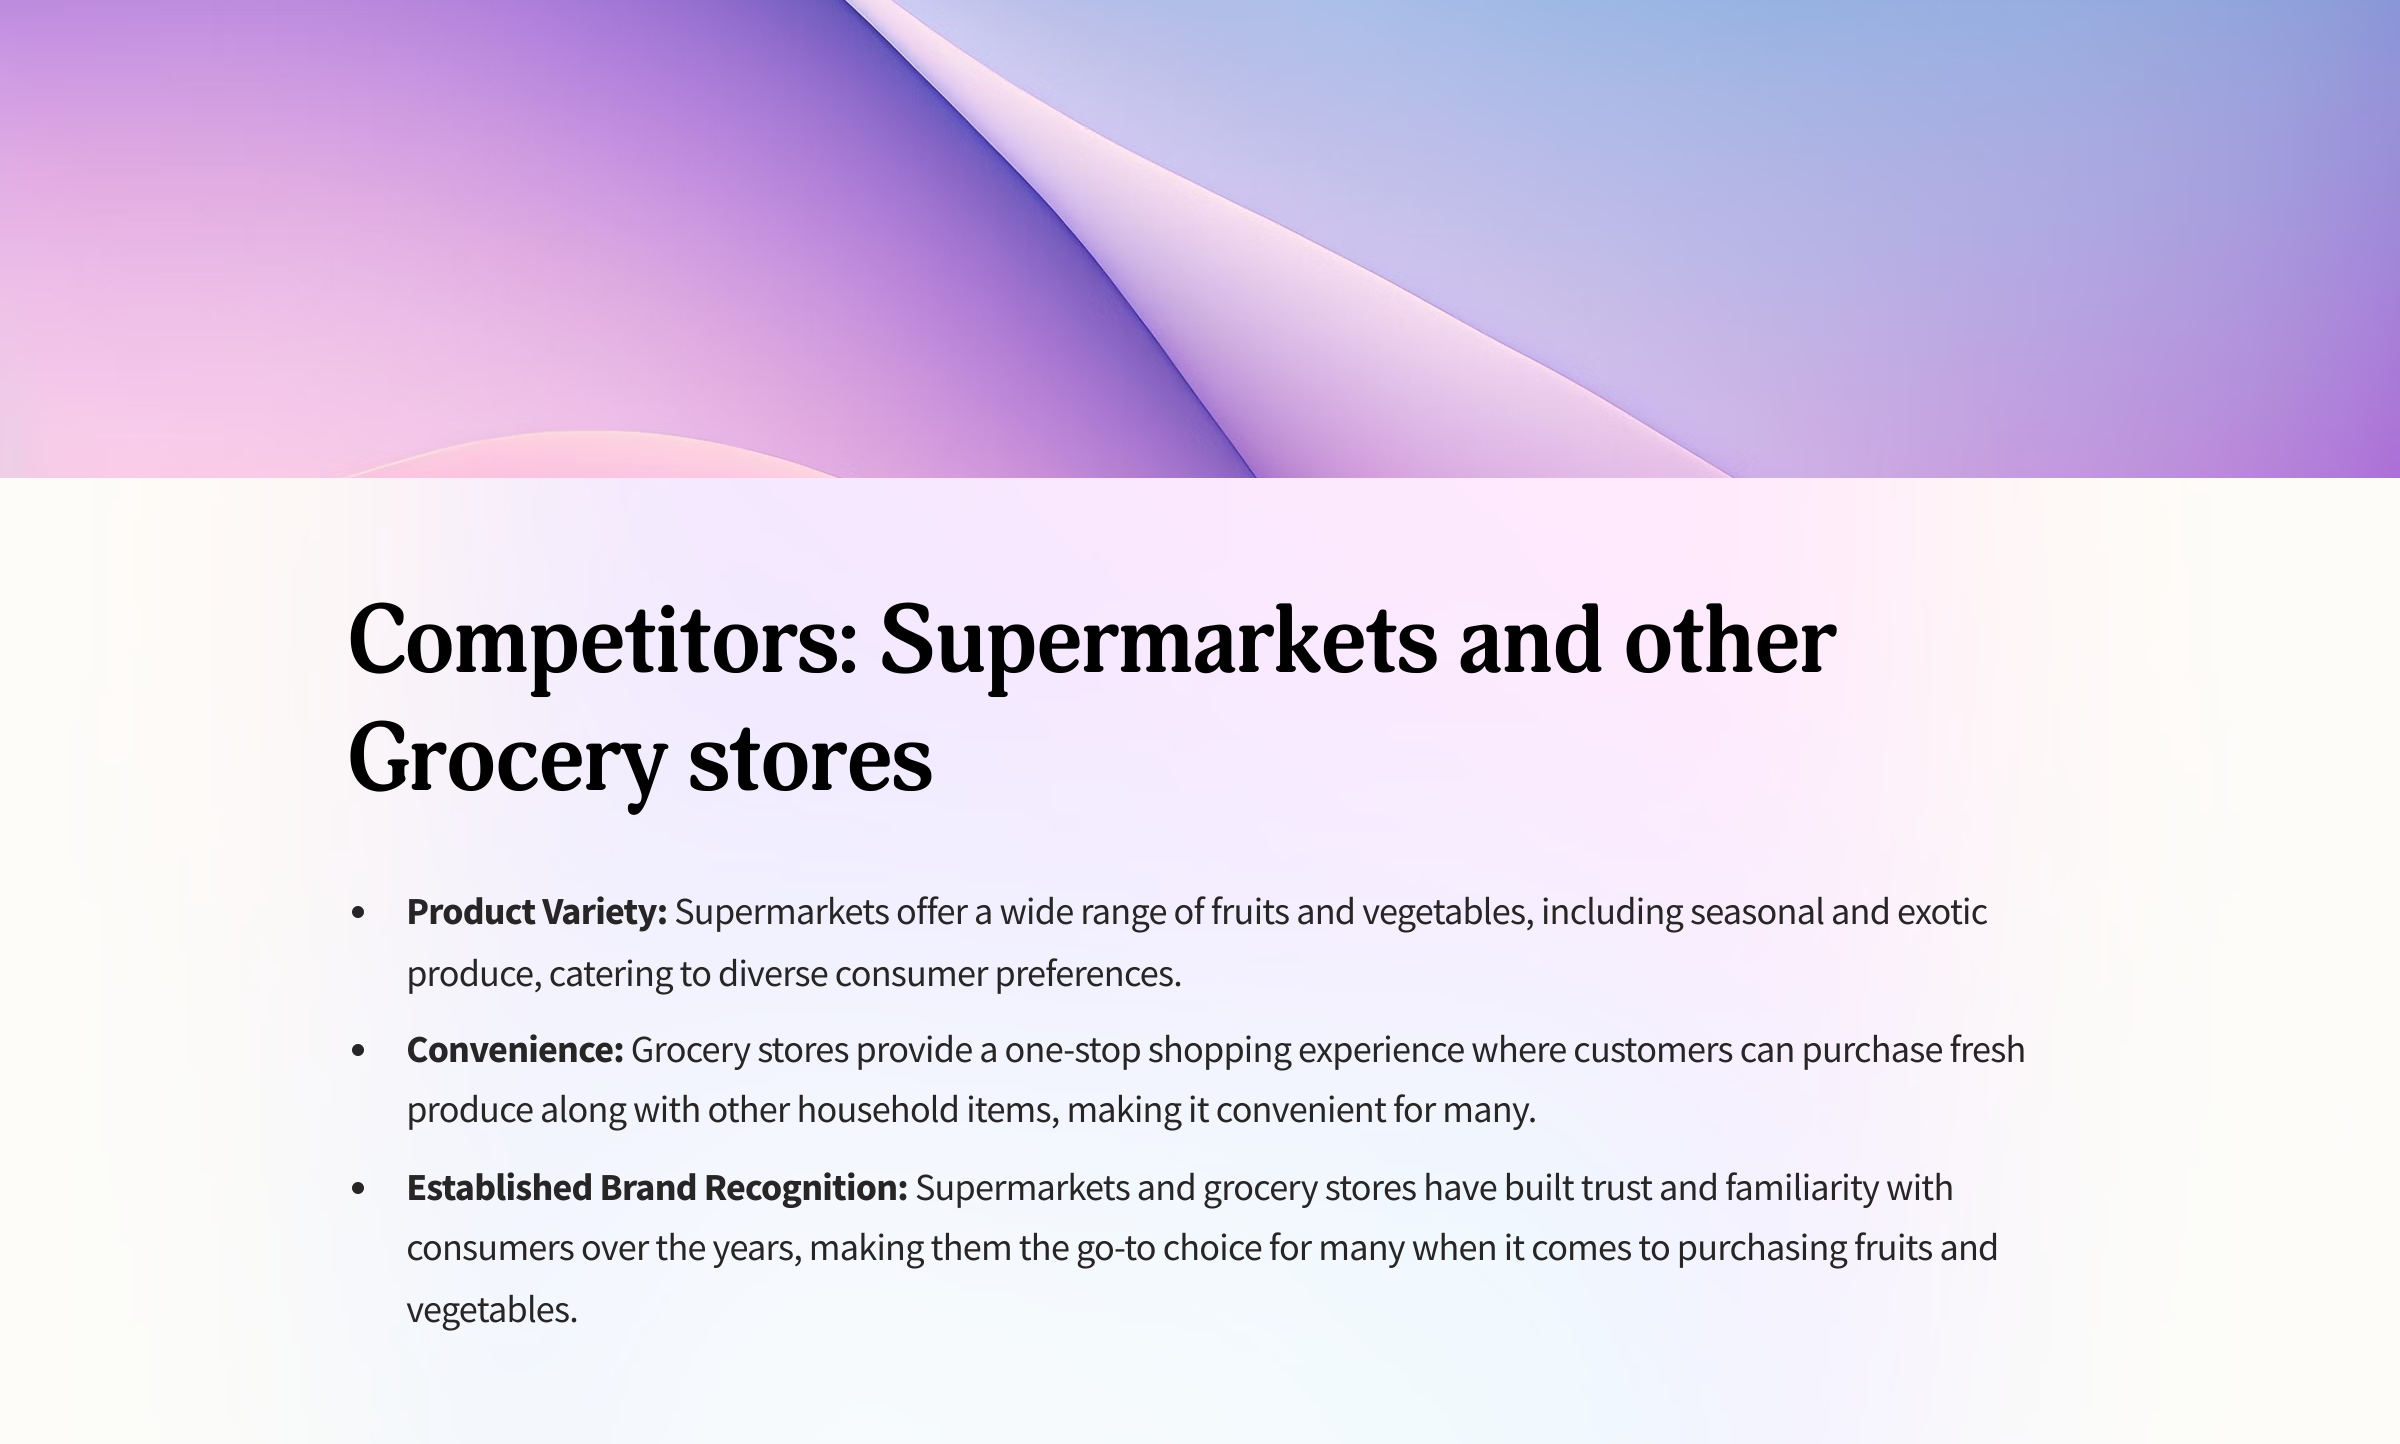 Competitors: Supermarkets and other
Grocery stores
• Product Variety: Supermarkets offer a wide range of fruits and vegetables, including seasonal and exotic
produce, catering to diverse consumer preferences.
• Convenience: Grocery stores provide a one-stop shopping experience where customers can purchase fresh
produce along with other household items, making it convenient for many.
• Established Brand Recognition: Supermarkets and grocery stores have built trust and familiarity with
consumers over the years, making them the go-to choice for many when it comes to purchasing fruits and
vegetables.